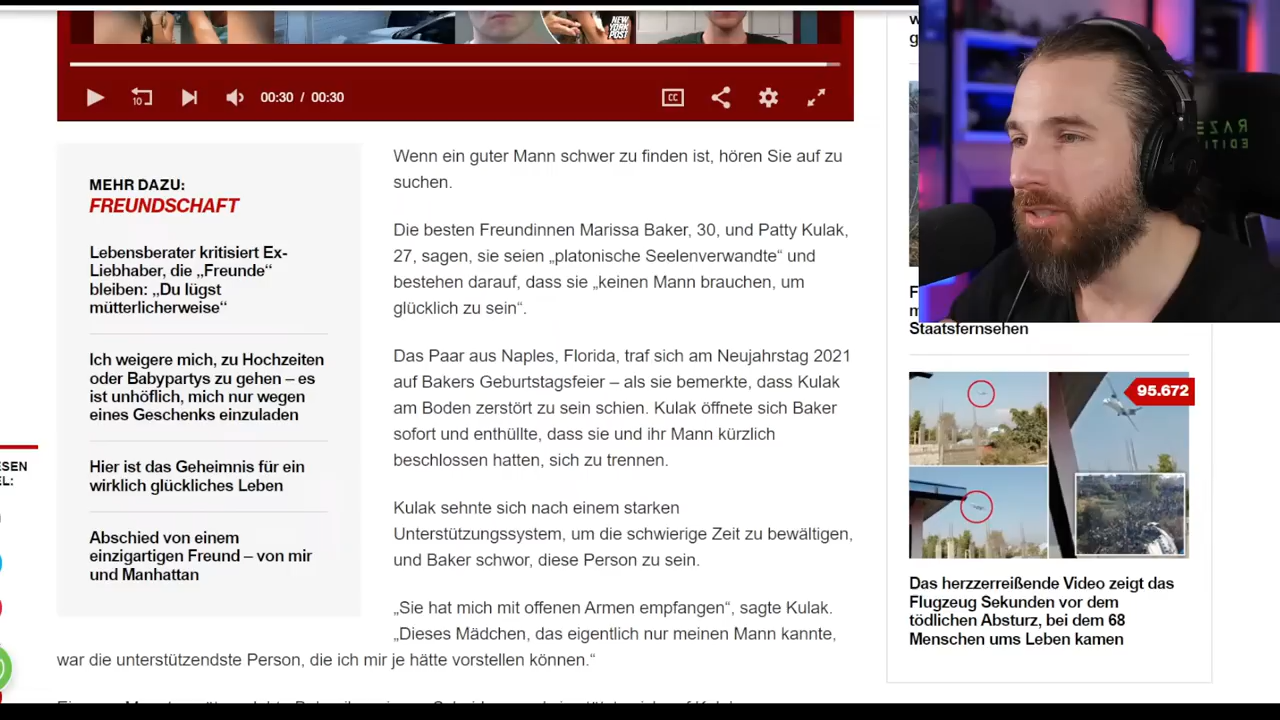 NEW
YORK
POST
00:30 / 00:30
CC
10
MEHR DAZU:
FREUNDSCHAFT
Lebensberater kritisiert Ex-
Liebhaber, die „Freunde“
bleiben: „Du lügst
mütterlicherweise“
Ich weigere mich, zu Hochzeiten
oder Babypartys zu gehen – es
ist unhöflich, mich nur wegen
eines Geschenks einzuladen
Hier ist das Geheimnis für ein
wirklich glückliches Leben
Abschied von einem
einzigartigen Freund – von mir
und Manhattan
Wenn ein guter Mann schwer zu finden ist, hören Sie auf zu
suchen.
Die besten Freundinnen Marissa Baker, 30, und Patty Kulak,
27, sagen, sie seien „platonische Seelenverwandte“ und
bestehen darauf, dass sie „keinen Mann brauchen, um
glücklich zu sein“.
Das Paar aus Naples, Florida, traf sich am Neujahrstag 2021
auf Bakers Geburtstagsfeier – als sie bemerkte, dass Kulak
am Boden zerstört zu sein schien. Kulak öffnete sich Baker
sofort und enthüllte, dass sie und ihr Mann kürzlich
beschlossen hatten, sich zu trennen.
Kulak sehnte sich nach einem starken
Unterstützungssystem, um die schwierige Zeit zu bewältigen,
und Baker schwor, diese Person zu sein.
„Sie hat mich mit offenen Armen empfangen“, sagte Kulak.
„Dieses Mädchen, das eigentlich nur meinen Mann kannte,
war die unterstützendste Person, die ich mir je hätte vorstellen können.“
Staatsfernsehen
95.672
Das herzzerreißende Video zeigt das
Flugzeug Sekunden vor dem
tödlichen Absturz, bei dem 68
Menschen ums Leben kamen